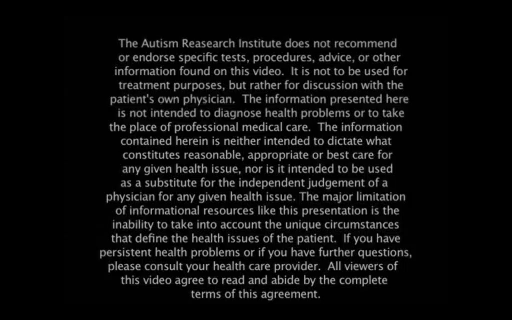 The Autism Reasearch Institute does not recommend
or endorse specific tests, procedures, advice, or other
information found on this video. It is not to be used for
treatment purposes, but rather for discussion with the
patient's own physician. The information presented here
is not intended to diagnose health problems or to take
the place of professional medical care. The information
contained herein is neither intended to dictate what
constitutes reasonable, appropriate or best care for
any given health issue, nor is it intended to be used
as a substitute for the independent judgement of a
physician for any given health issue. The major limitation
of informational resources like this presentation is the
inability to take into account the unique circumstances
that define the health issues of the patient. If you have
persistent health problems or if you have further questions,
please consult your health care provider. All viewers of
this video agree to read and abide by the complete
terms of this agreement.